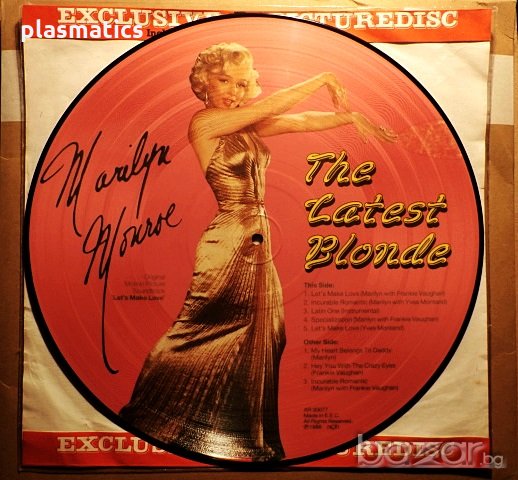 EXCLUSIVE PICTUREDISC
plasmatics
Marilyn
Monroe
The
Latest
Blonde
Original
Motion Picture
Soundtrack
'Let's Make Love'
This Side:
1. Let's Make Love (Marilyn with Frankie Vaughan)
2. Incurable Romantic (Marilyn with Yves Montand)
3. Latin One (Instrumental)
4. Specialization (Marilyn with Frankie Vaughan)
5. Let's Make Love (Yves Montand)
Other Side:
1. My Heart Belongs To Daddy
(Marilyn)
2. Hey You With The Crazy Eyes
(Frankie Vaughan)
3. Incurable Romantic
(Marilyn with Frankie Vaughan)
AR 30077
Made in E.E.C.
All Rights Reserved.
EXCLUS UREDISC
bazar.bg